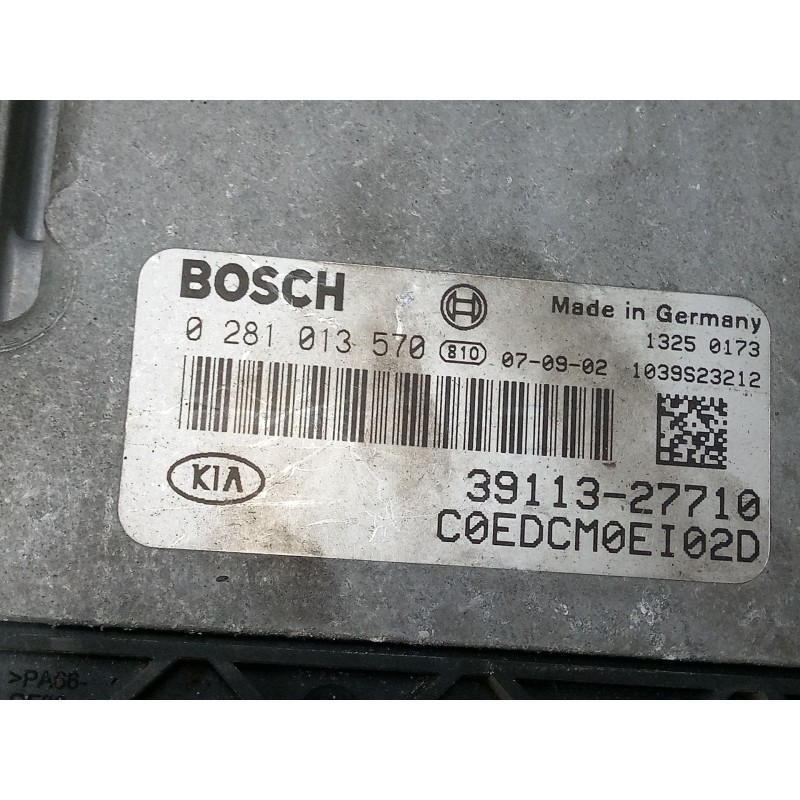 BOSCH
Made in Germany
0 281 013 570 810 07-09-02
1325 0173
1039S23212
KIA
39113-27710
C0EDCM0EI02D
>PA66-